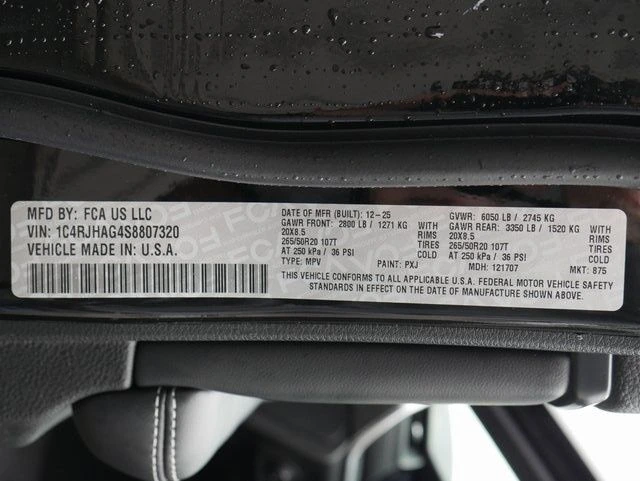 MFD BY: FCA US LLC
VIN: 1C4RJHAG4S8807320
VEHICLE MADE IN U.S.A.
DATE OF MFR (BUILT): 12-25
GAWR FRONT: 2800 LB / 1271 KG
20X8.5 RIMS
265/50R20 107T TIRES
AT 250 kPa / 36 PSI COLD
TYPE: MPV PAINT: PXJ
GVWR: 6050 LB / 2745 KG
GAWR REAR: 3350 LB / 1520 KG
20X8.5 RIMS
265/50R20 107T TIRES
AT 250 kPa / 36 PSI COLD
MDH: 121707 MKT: 875
THIS VEHICLE CONFORMS TO ALL APPLICABLE U.S.A. FEDERAL MOTOR VEHICLE SAFETY
STANDARDS IN EFFECT ON THE DATE OF MANUFACTURE SHOWN ABOVE.